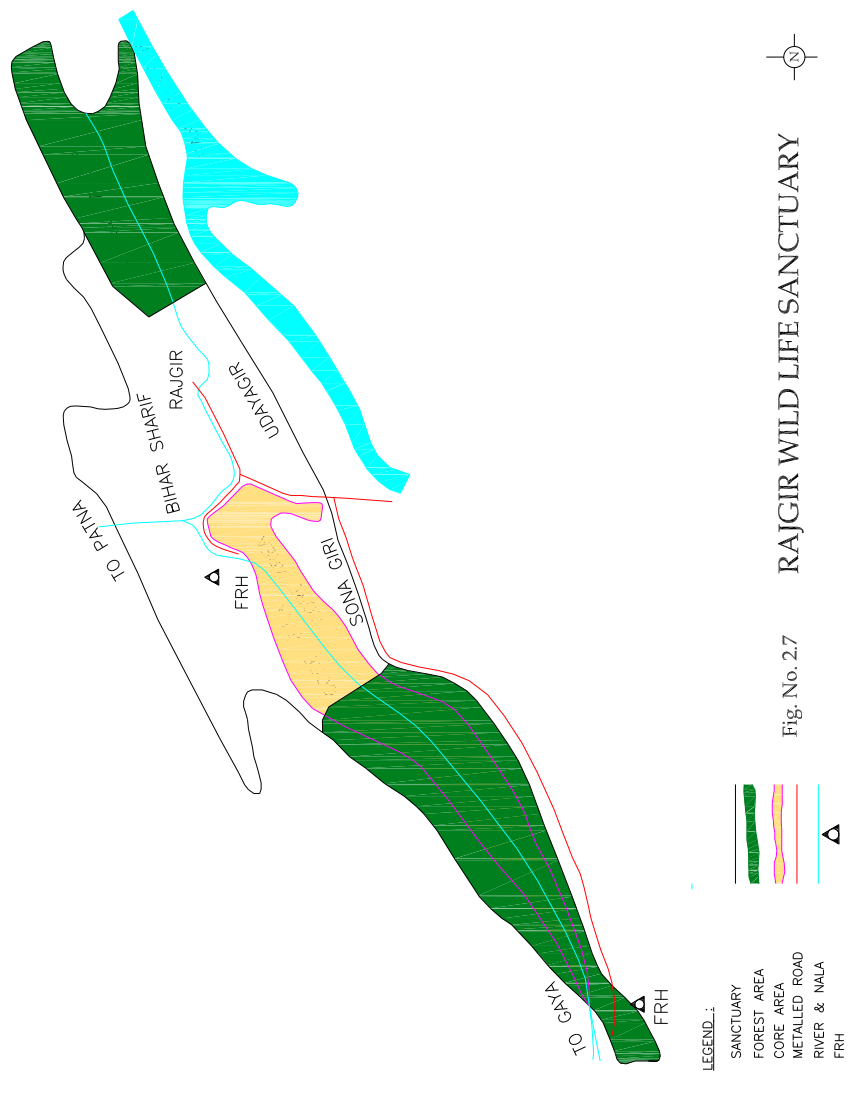 N
TO PATNA
BIHAR SHARIF
RAJGIR
UDAYAGIR
FRH
SONA GIRI
TO GAYA
FRH
LEGEND :
SANCTUARY
FOREST AREA
CORE AREA
METALLED ROAD
RIVER & NALA
FRH
Fig. No. 2.7
RAJGIR WILD LIFE SANCTUARY